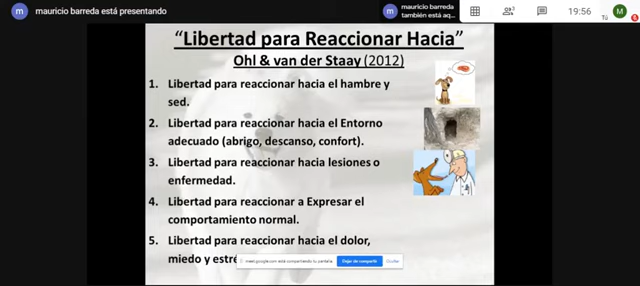 m mauricio barreda está presentando
m mauricio barreda
también está aq...
19:56
Tú
M
"Libertad para Reaccionar Hacia"
Ohl & van der Staay (2012)
1. Libertad para reaccionar hacia el hambre y
sed.
2. Libertad para reaccionar hacia el Entorno
adecuado (abrigo, descanso, confort).
3. Libertad para reaccionar hacia lesiones o
enfermedad.
4. Libertad para reaccionar a Expresar el
comportamiento normal.
5. Libertad para reaccionar hacia el dolor,
miedo y estré
meet.google.com está compartiendo tu pantalla. Dejar de compartir Ocultar